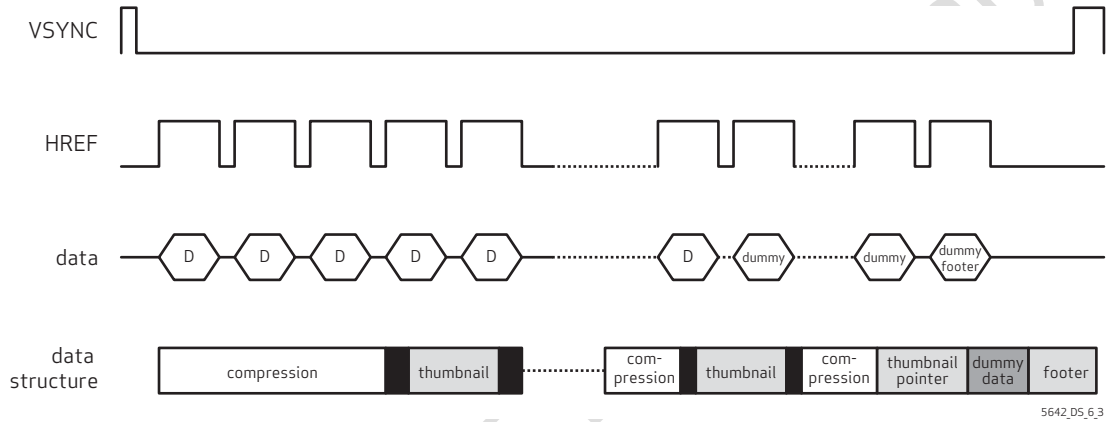 VSYNC
HREF
data
D
D
D
D
D
D
dummy
dummy
dummy
footer
data
structure
compression
thumbnail
com-
pression
thumbnail
com-
pression
thumbnail
pointer
dummy
data
footer
5642_DS_6_3